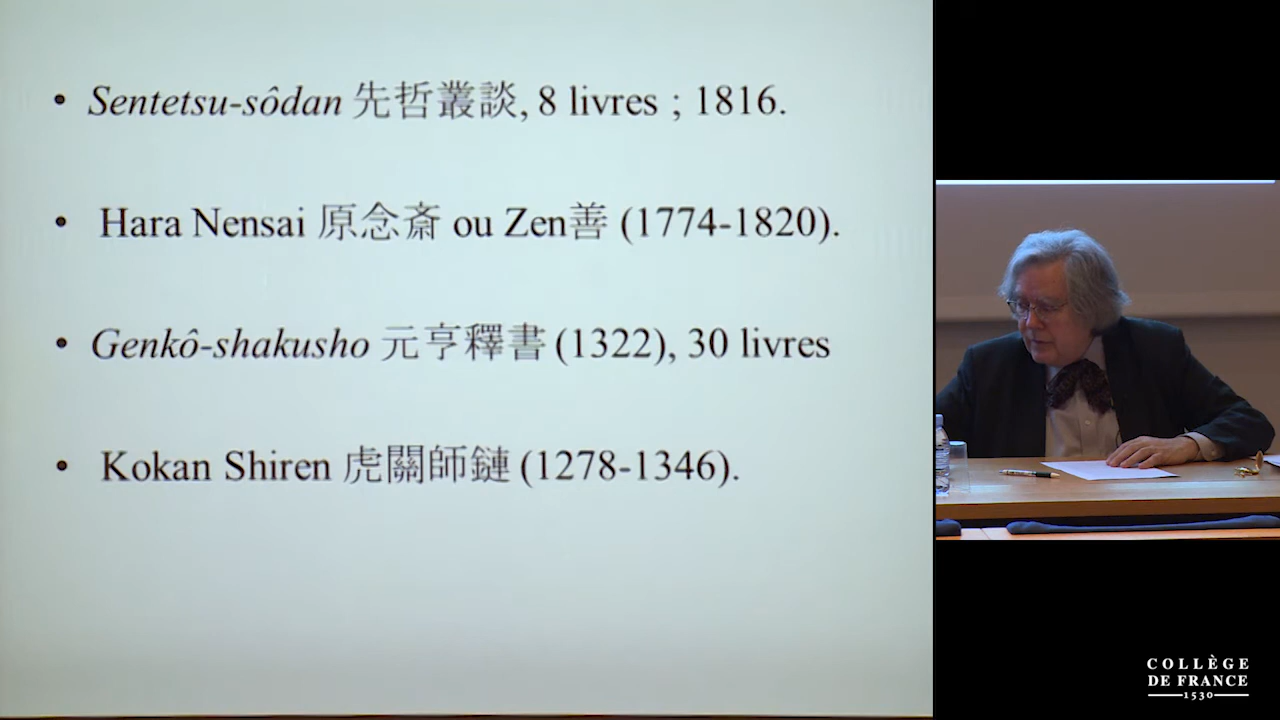 • Sentetsu-sôdan 先哲叢談, 8 livres ; 1816.
• Hara Nensai 原念斎 ou Zen善 (1774-1820).
• Genkô-shakusho 元亨釋書 (1322), 30 livres
• Kokan Shiren 虎關師鏈 (1278-1346).
COLLÈGE
DE FRANCE
1530